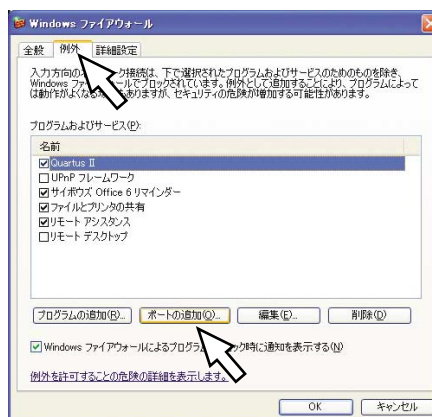 Windows ファイアウォール
全般 例外 詳細設定
入力方向の ク接続は、下で選択されたプログラムおよびサービスのためのものを除き、
Windows ファ ールでブロックされています。例外として追加することにより、プログラムによって
は動作がよくなる もありますが、セキュリティの危険が増加する可能性があります。
プログラムおよびサービス(P):
名前
Quartus II
UPnP フレームワーク
サイボウズ Office 6 リマインダー
ファイルとプリンタの共有
リモート アシスタンス
リモート デスクトップ
プログラムの追加(R)... ポートの追加(O)... 編集(E)... 削除(D)
Windows ファイアウォールによるプログラム ック時に通知を表示する(N)
例外を許可することの危険の詳細を表示します。
OK キャンセル